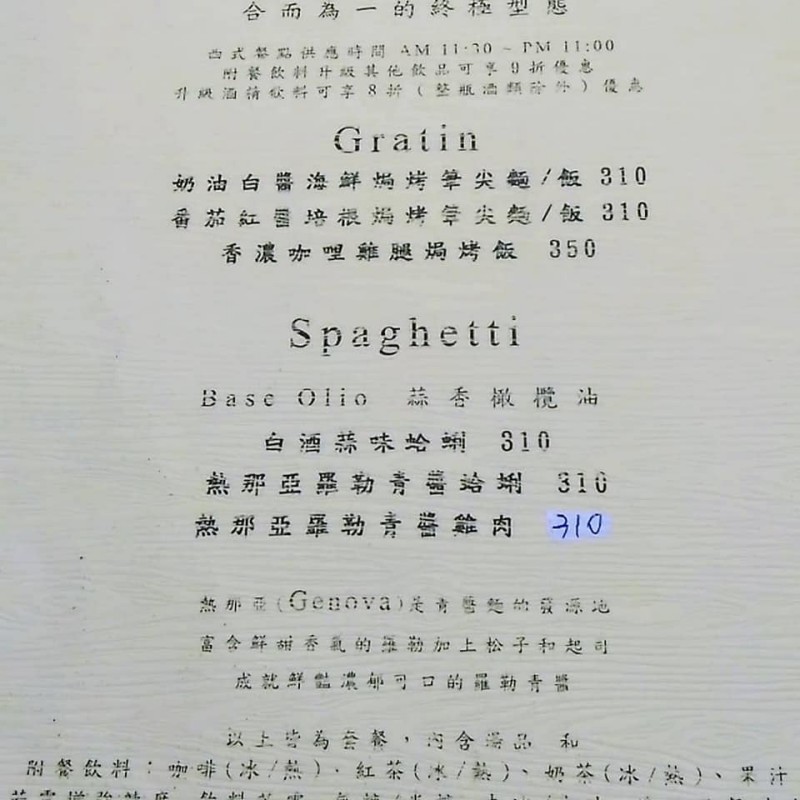 合而為一的終極型態
西式餐點供應時間 AM 11:30 ~ PM 11:00
附餐飲料升級其他飲品可享9折優惠
升級酒精飲料可享8折(整瓶酒類除外)優惠
Gratin
奶油白醬海鮮焗烤筆尖麵/飯 310
番茄紅醬培根焗烤筆尖麵/飯 310
香濃咖哩雞腿焗烤飯 350
Spaghetti
Base Olio 蒜香橄欖油
白酒蒜味蛤蜊 310
熱那亞羅勒青醬蛤蜊 310
熱那亞羅勒青醬雞肉 310
熱那亞(Genova)是青醬麵的發源地
富含鮮甜香氣的羅勒加上松子和起司
成就鮮豔濃郁可口的羅勒青醬
以上皆為套餐,內含湯品 和
附餐飲料:咖啡(冰/熱)、紅茶(冰/熱)、奶茶(冰/熱)、果汁